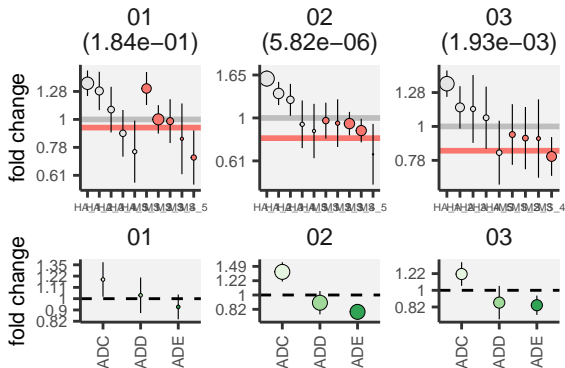 01
(1.84e−01)
02
(5.82e−06)
03
(1.93e−03)
fold change
1.28
1
0.78
0.61
1.65
1
0.61
1.28
1
0.78
01
02
03
fold change
1.35
1.22
1.11
1
0.9
0.82
1.49
1.22
1
0.82
1.22
1
0.82
ADC
ADD
ADE
ADC
ADD
ADE
ADC
ADD
ADE